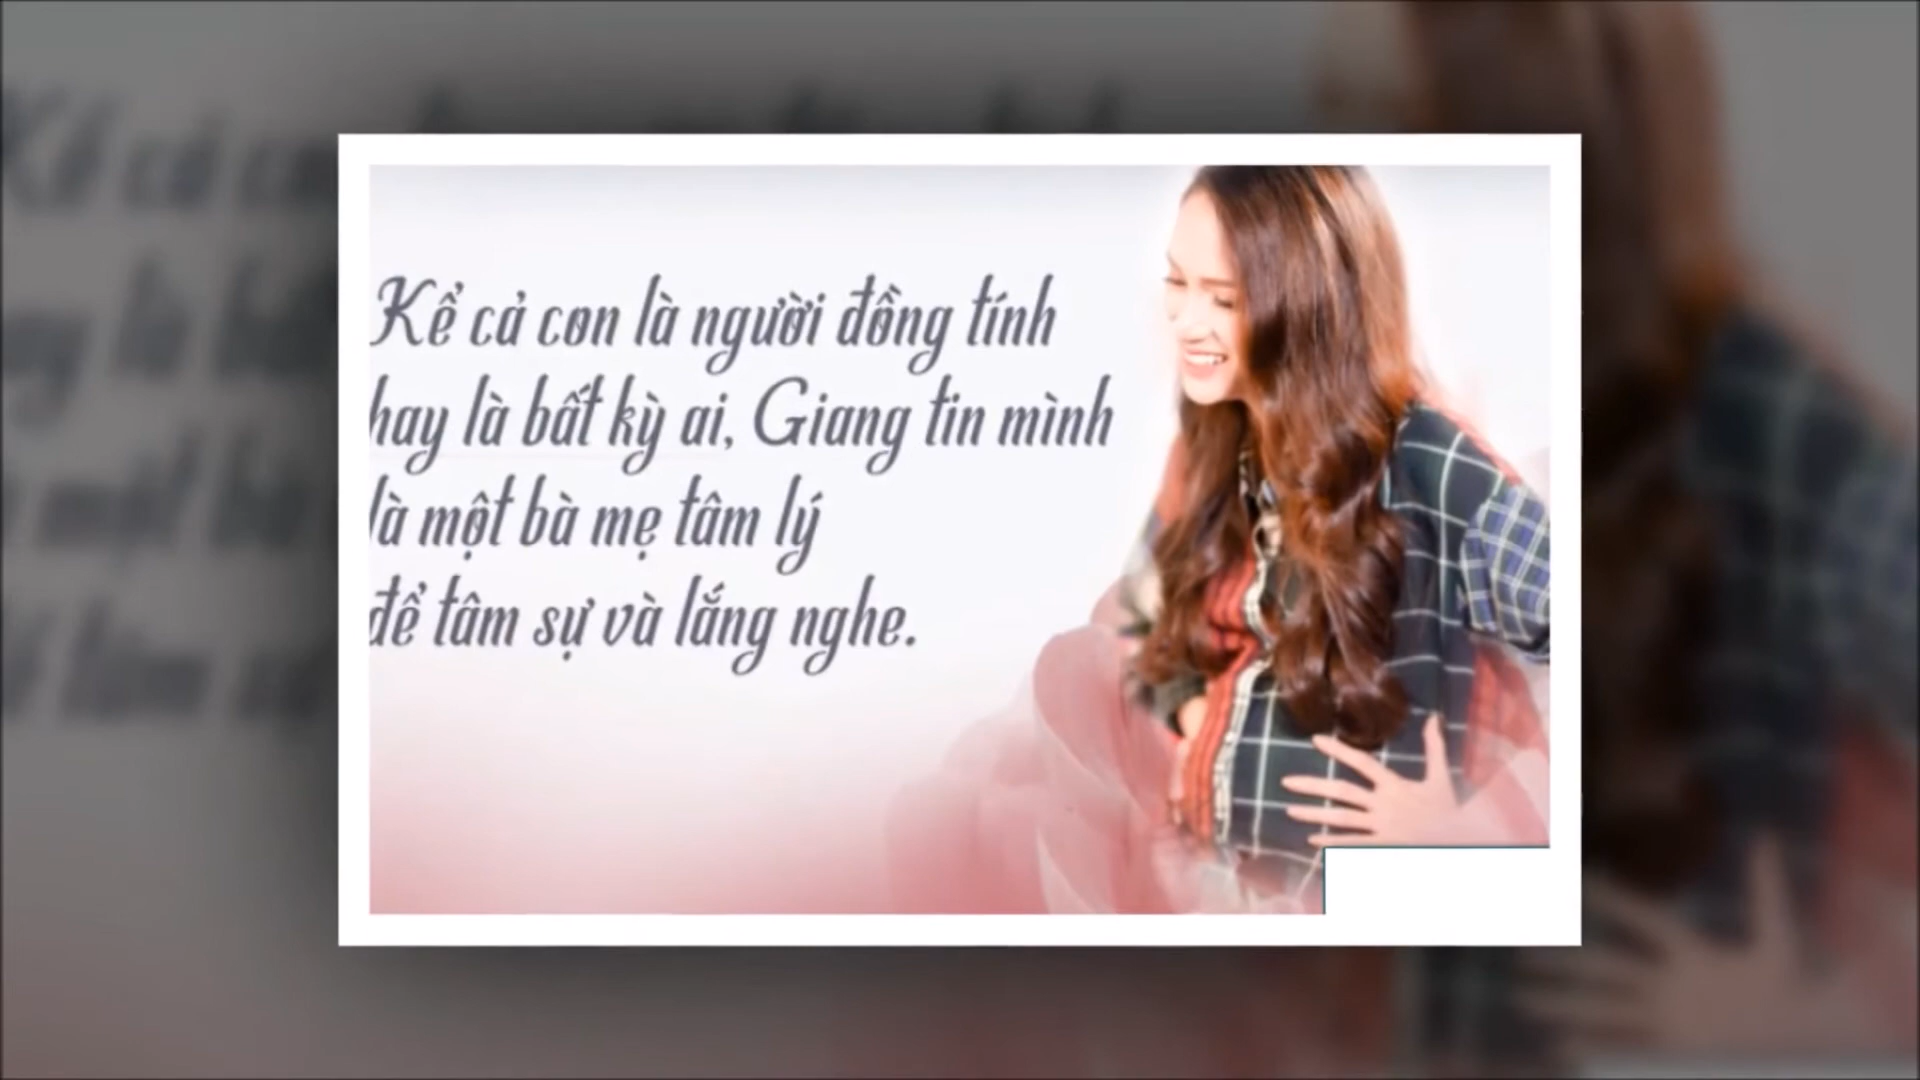 Kể cả con là người đồng tính
hay là bất kỳ ai, Giang tin mình
là một bà mẹ tâm lý
để tâm sự và lắng nghe.